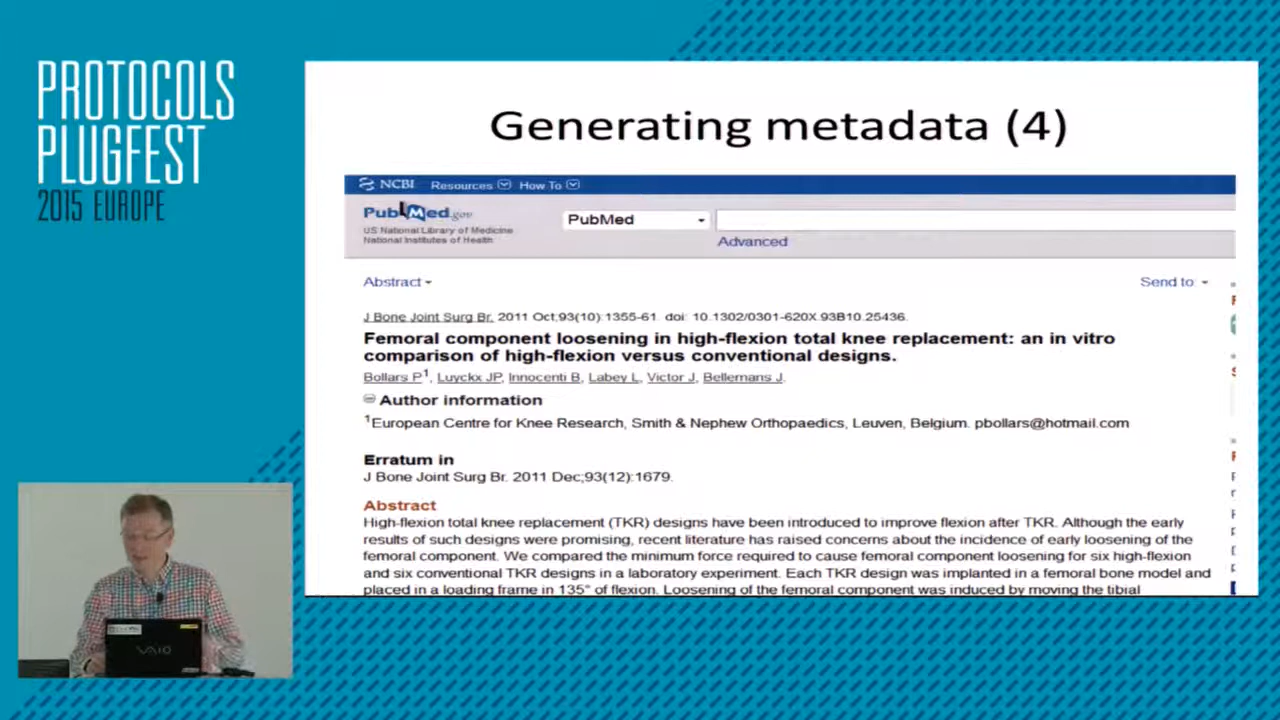 PROTOCOLS
PLUGFEST
2015 EUROPE
Generating metadata (4)
NCBI Resources How To
PubMed.gov
US National Library of Medicine
National Institutes of Health
PubMed
Advanced
Abstract
Send to:
J Bone Joint Surg Br. 2011 Oct;93(10):1355-61. doi: 10.1302/0301-620X.93B10.25436.
Femoral component loosening in high-flexion total knee replacement: an in vitro
comparison of high-flexion versus conventional designs.
Bollars P1, Luyckx JP, Innocenti B, Labey L, Victor J, Bellemans J.
Author information
1European Centre for Knee Research, Smith & Nephew Orthopaedics, Leuven, Belgium. pbollars@hotmail.com
Erratum in
J Bone Joint Surg Br. 2011 Dec;93(12):1679.
Abstract
High-flexion total knee replacement (TKR) designs have been introduced to improve flexion after TKR. Although the early
results of such designs were promising, recent literature has raised concerns about the incidence of early loosening of the
femoral component. We compared the minimum force required to cause femoral component loosening for six high-flexion
and six conventional TKR designs in a laboratory experiment. Each TKR design was implanted in a femoral bone model and
placed in a loading frame in 135° of flexion. Loosening of the femoral component was induced by moving the tibial
VAIO